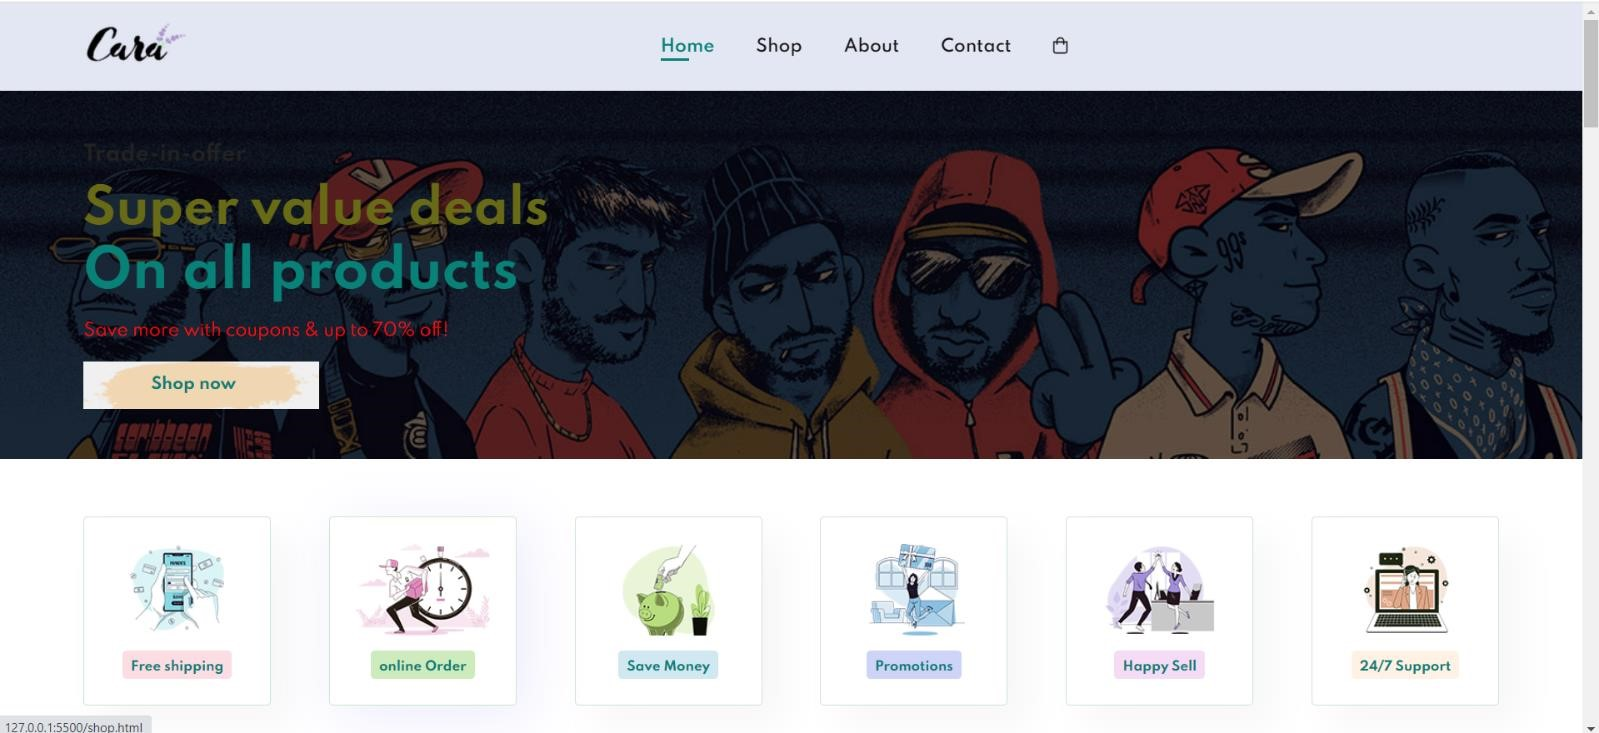 Cara
Home Shop About Contact
Trade-in-offer
Super value deals
On all products
Save more with coupons & up to 70% off!
Shop now
99s
Free shipping
online Order
Save Money
Promotions
Happy Sell
24/7 Support
127.0.0.1:5500/shop.html